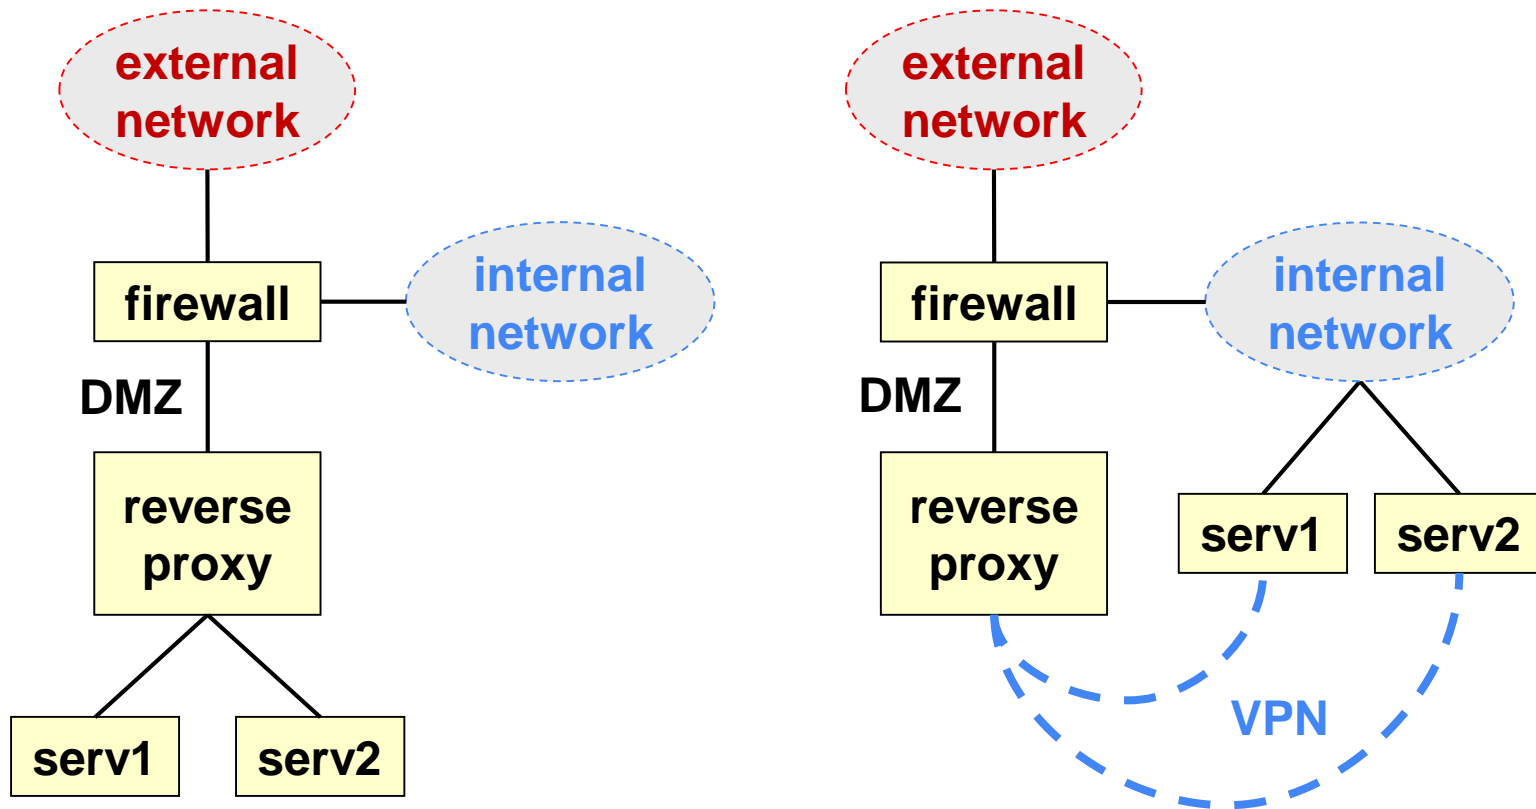 external
network
firewall
internal
network
DMZ
reverse
proxy
serv1
serv2
external
network
firewall
internal
network
DMZ
reverse
proxy
serv1
serv2
VPN